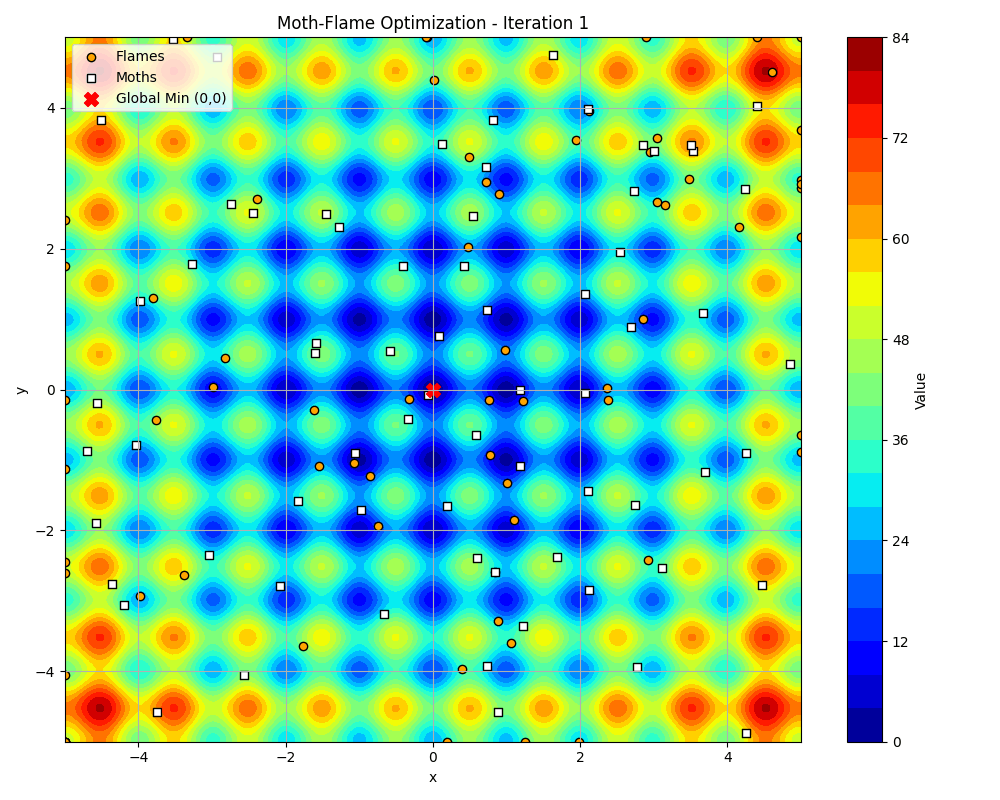 Moth-Flame Optimization - Iteration 1
Flames
Moths
Global Min (0,0)
4
2
0
−2
−4
y
−4
−2
0
2
4
x
84
72
60
48
36
24
12
0
Value